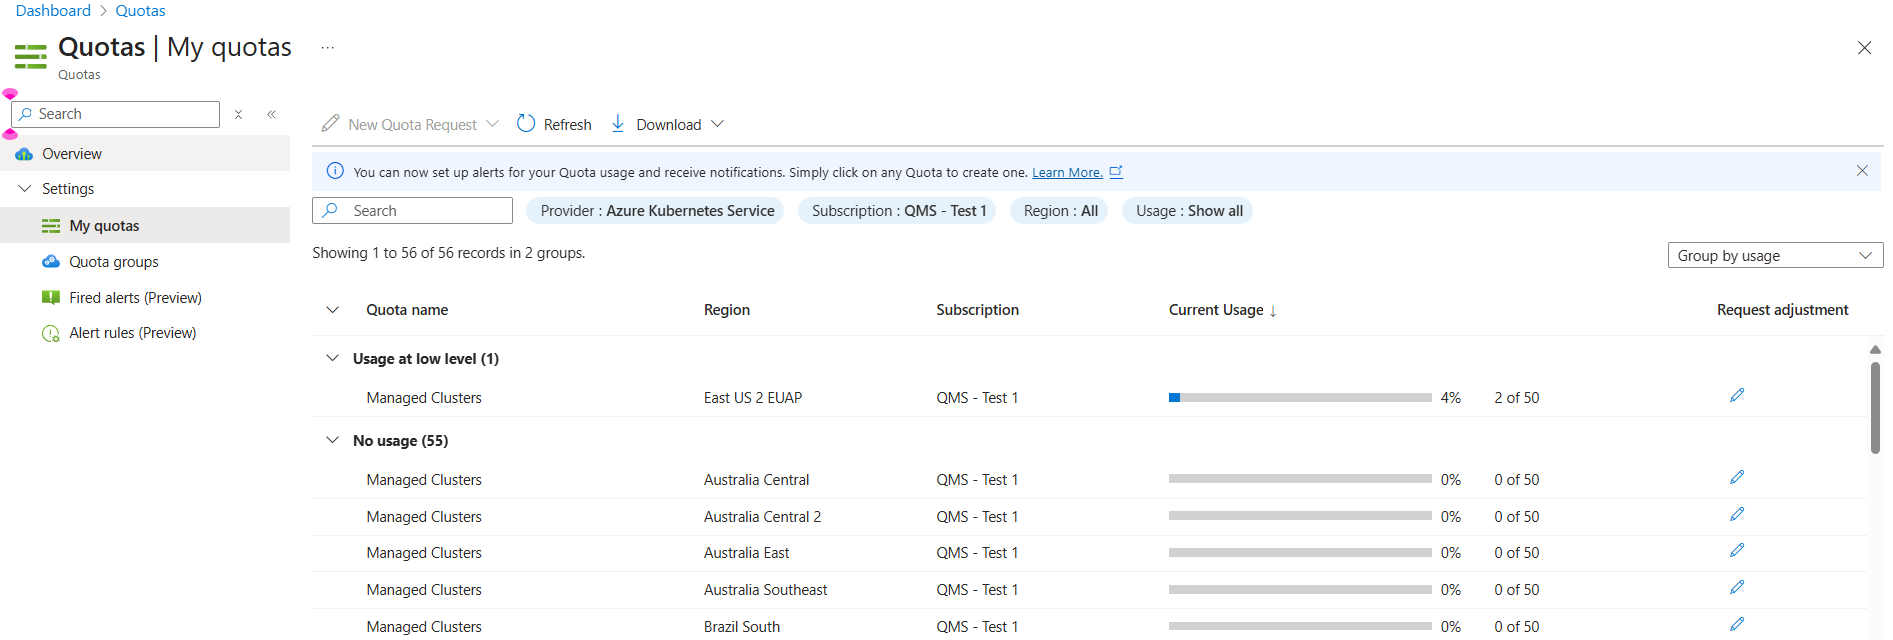 Dashboard > Quotas
Quotas | My quotas ...
Quotas
Search
New Quota Request
Refresh
Download
Overview
Settings
My quotas
Quota groups
Fired alerts (Preview)
Alert rules (Preview)
You can now set up alerts for your Quota usage and receive notifications. Simply click on any Quota to create one. Learn More.
Search
Provider : Azure Kubernetes Service
Subscription : QMS - Test 1
Region : All
Usage : Show all
Showing 1 to 56 of 56 records in 2 groups.
Group by usage
Quota name Region Subscription Current Usage ↓ Request adjustment
Usage at low level (1)
Managed Clusters East US 2 EUAP QMS - Test 1 4% 2 of 50
No usage (55)
Managed Clusters Australia Central QMS - Test 1 0% 0 of 50
Managed Clusters Australia Central 2 QMS - Test 1 0% 0 of 50
Managed Clusters Australia East QMS - Test 1 0% 0 of 50
Managed Clusters Australia Southeast QMS - Test 1 0% 0 of 50
Managed Clusters Brazil South QMS - Test 1 0% 0 of 50